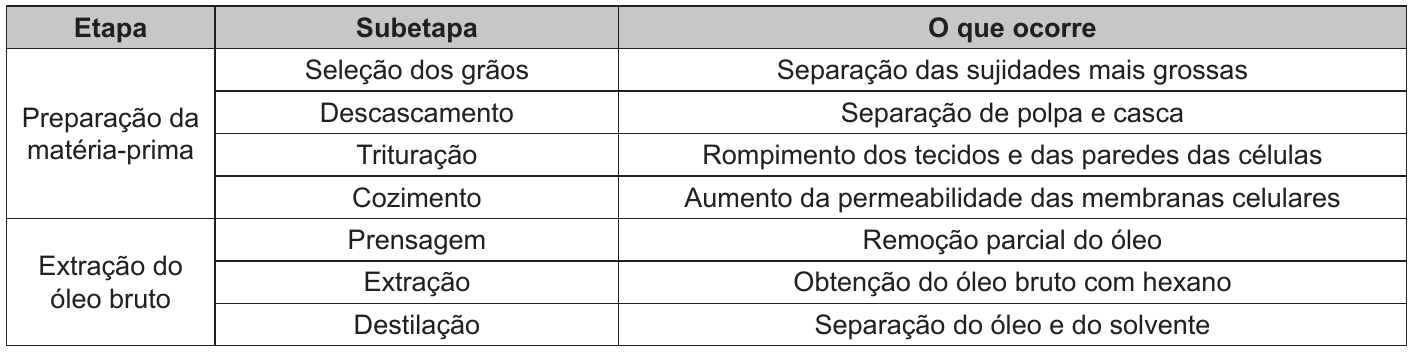 Etapa Subetapa O que ocorre
Preparação da
matéria-prima
Seleção dos grãos Separação das sujidades mais grossas
Descascamento Separação de polpa e casca
Trituração Rompimento dos tecidos e das paredes das células
Cozimento Aumento da permeabilidade das membranas celulares
Extração do
óleo bruto
Prensagem Remoção parcial do óleo
Extração Obtenção do óleo bruto com hexano
Destilação Separação do óleo e do solvente